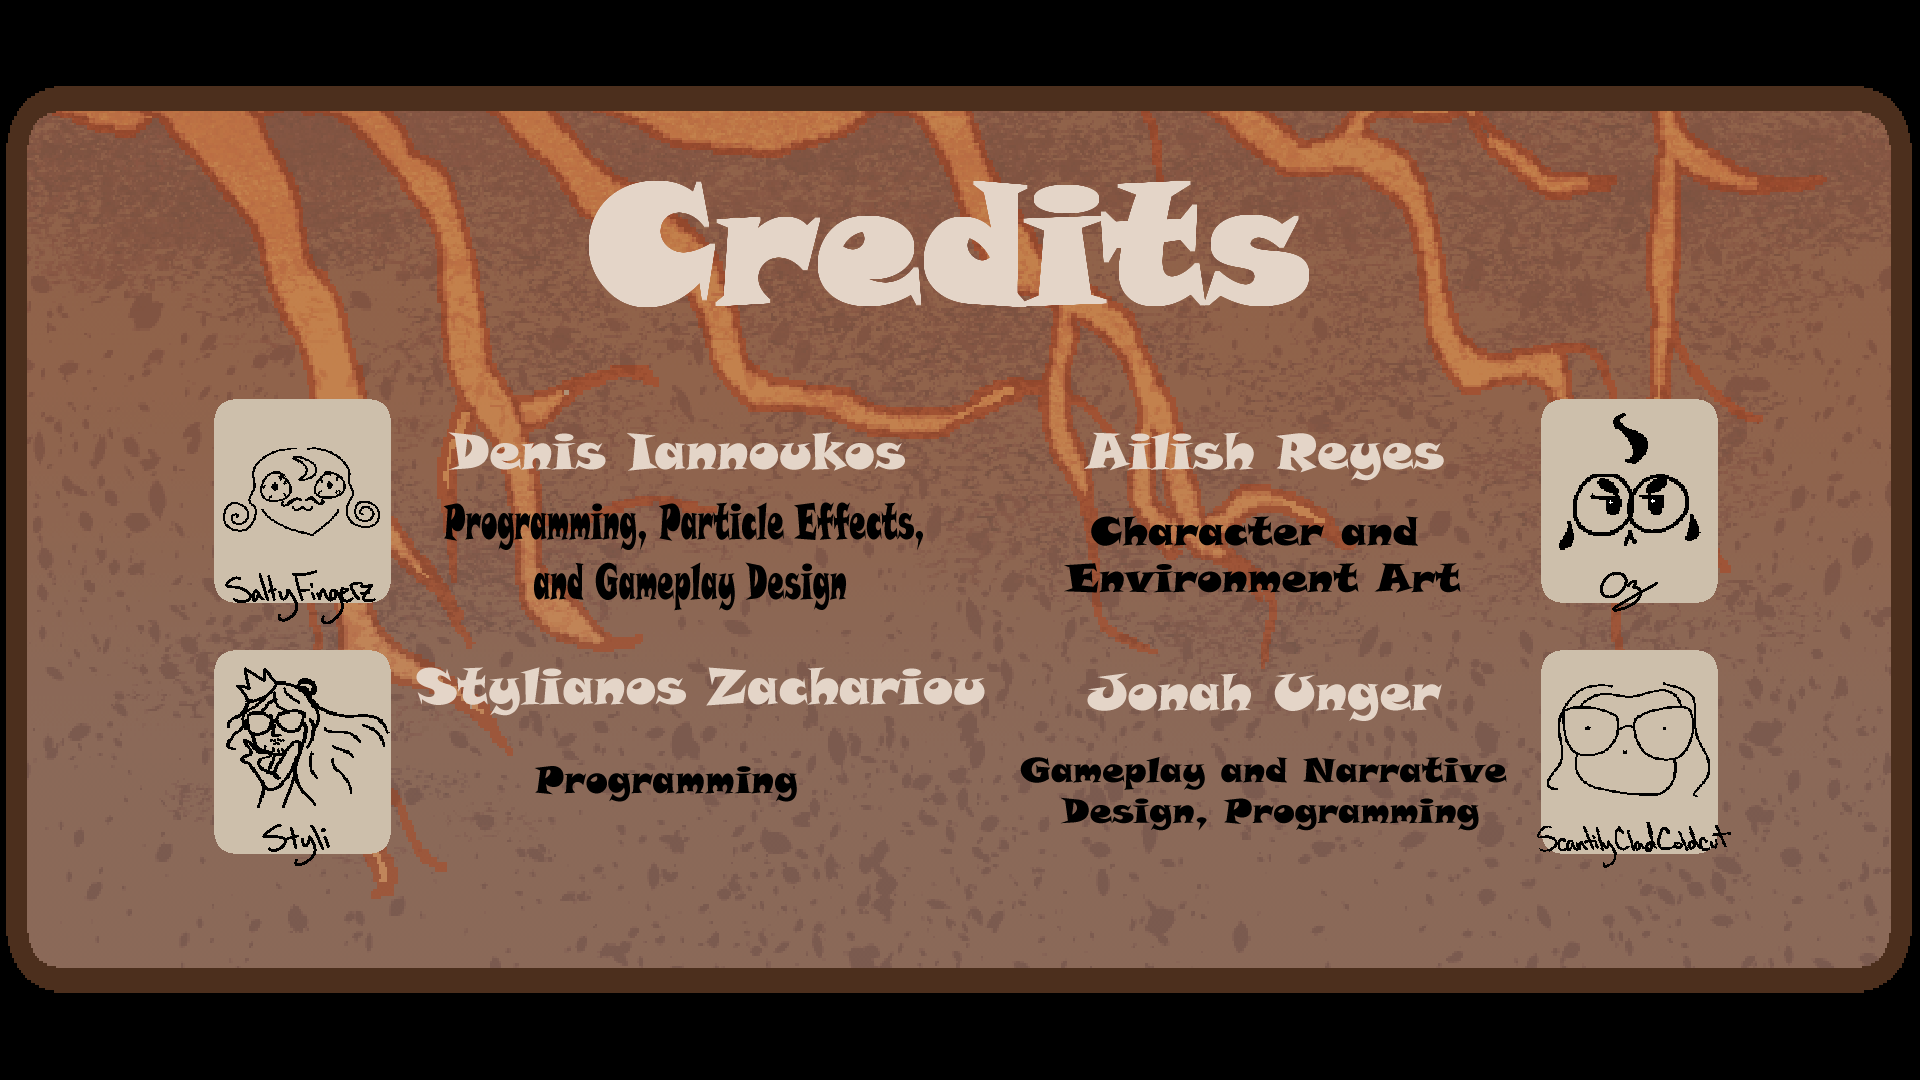 Credits
Denis Iannoukos
Programming, Particle Effects,
and Gameplay Design
SaltyFingerz
Ailish Reyes
Character and
Environment Art
Oz
Stylianos Zachariou
Programming
Styli
Jonah Unger
Gameplay and Narrative
Design, Programming
ScantilyCladColdcut